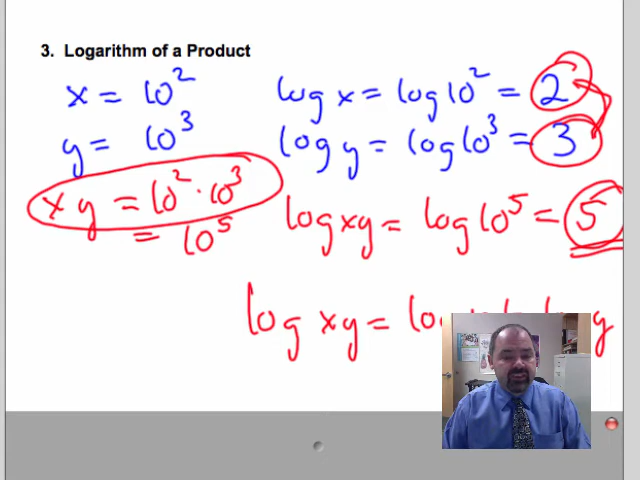 3. Logarithm of a Product
x = 10² log x = log 10² = 2
y = 10³ log y = log 10³ = 3
xy = 10² · 10³
= 10⁵ log xy = log 10⁵ = 5
log xy = y